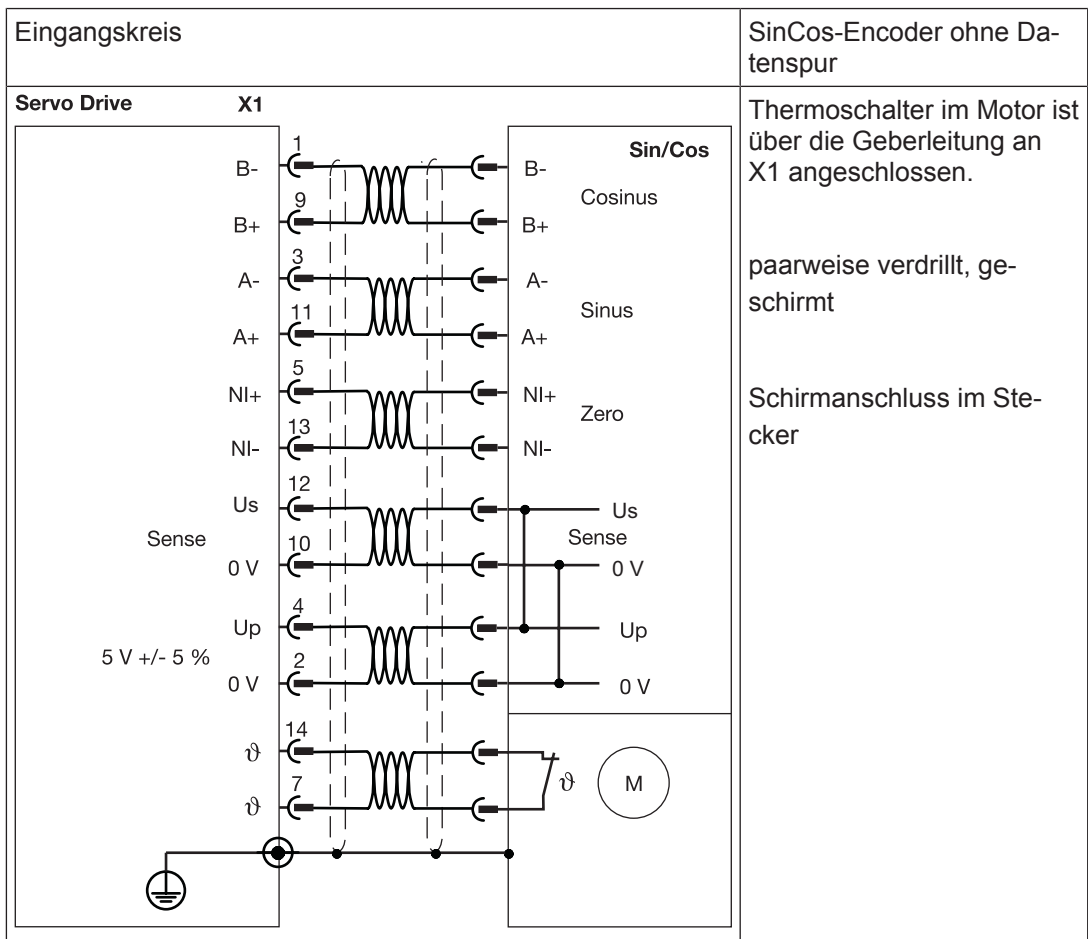 Eingangskreis
SinCos-Encoder ohne Da-
tenspur
Servo Drive X1
Thermoschalter im Motor ist
über die Geberleitung an
X1 angeschlossen.
paarweise verdrillt, ge-
schirmt
Schirmanschluss im Ste-
cker
Sin/Cos
B- 1 B-
Cosinus
B+ 9 B+
A- 3 A-
Sinus
A+ 11 A+
NI+ 5 NI+
Zero
NI- 13 NI-
Us 12 Us
Sense Sense
0 V 10 0 V
Up 4 Up
5 V +/- 5 %
0 V 2 0 V
ϑ 14
ϑ M
ϑ 7